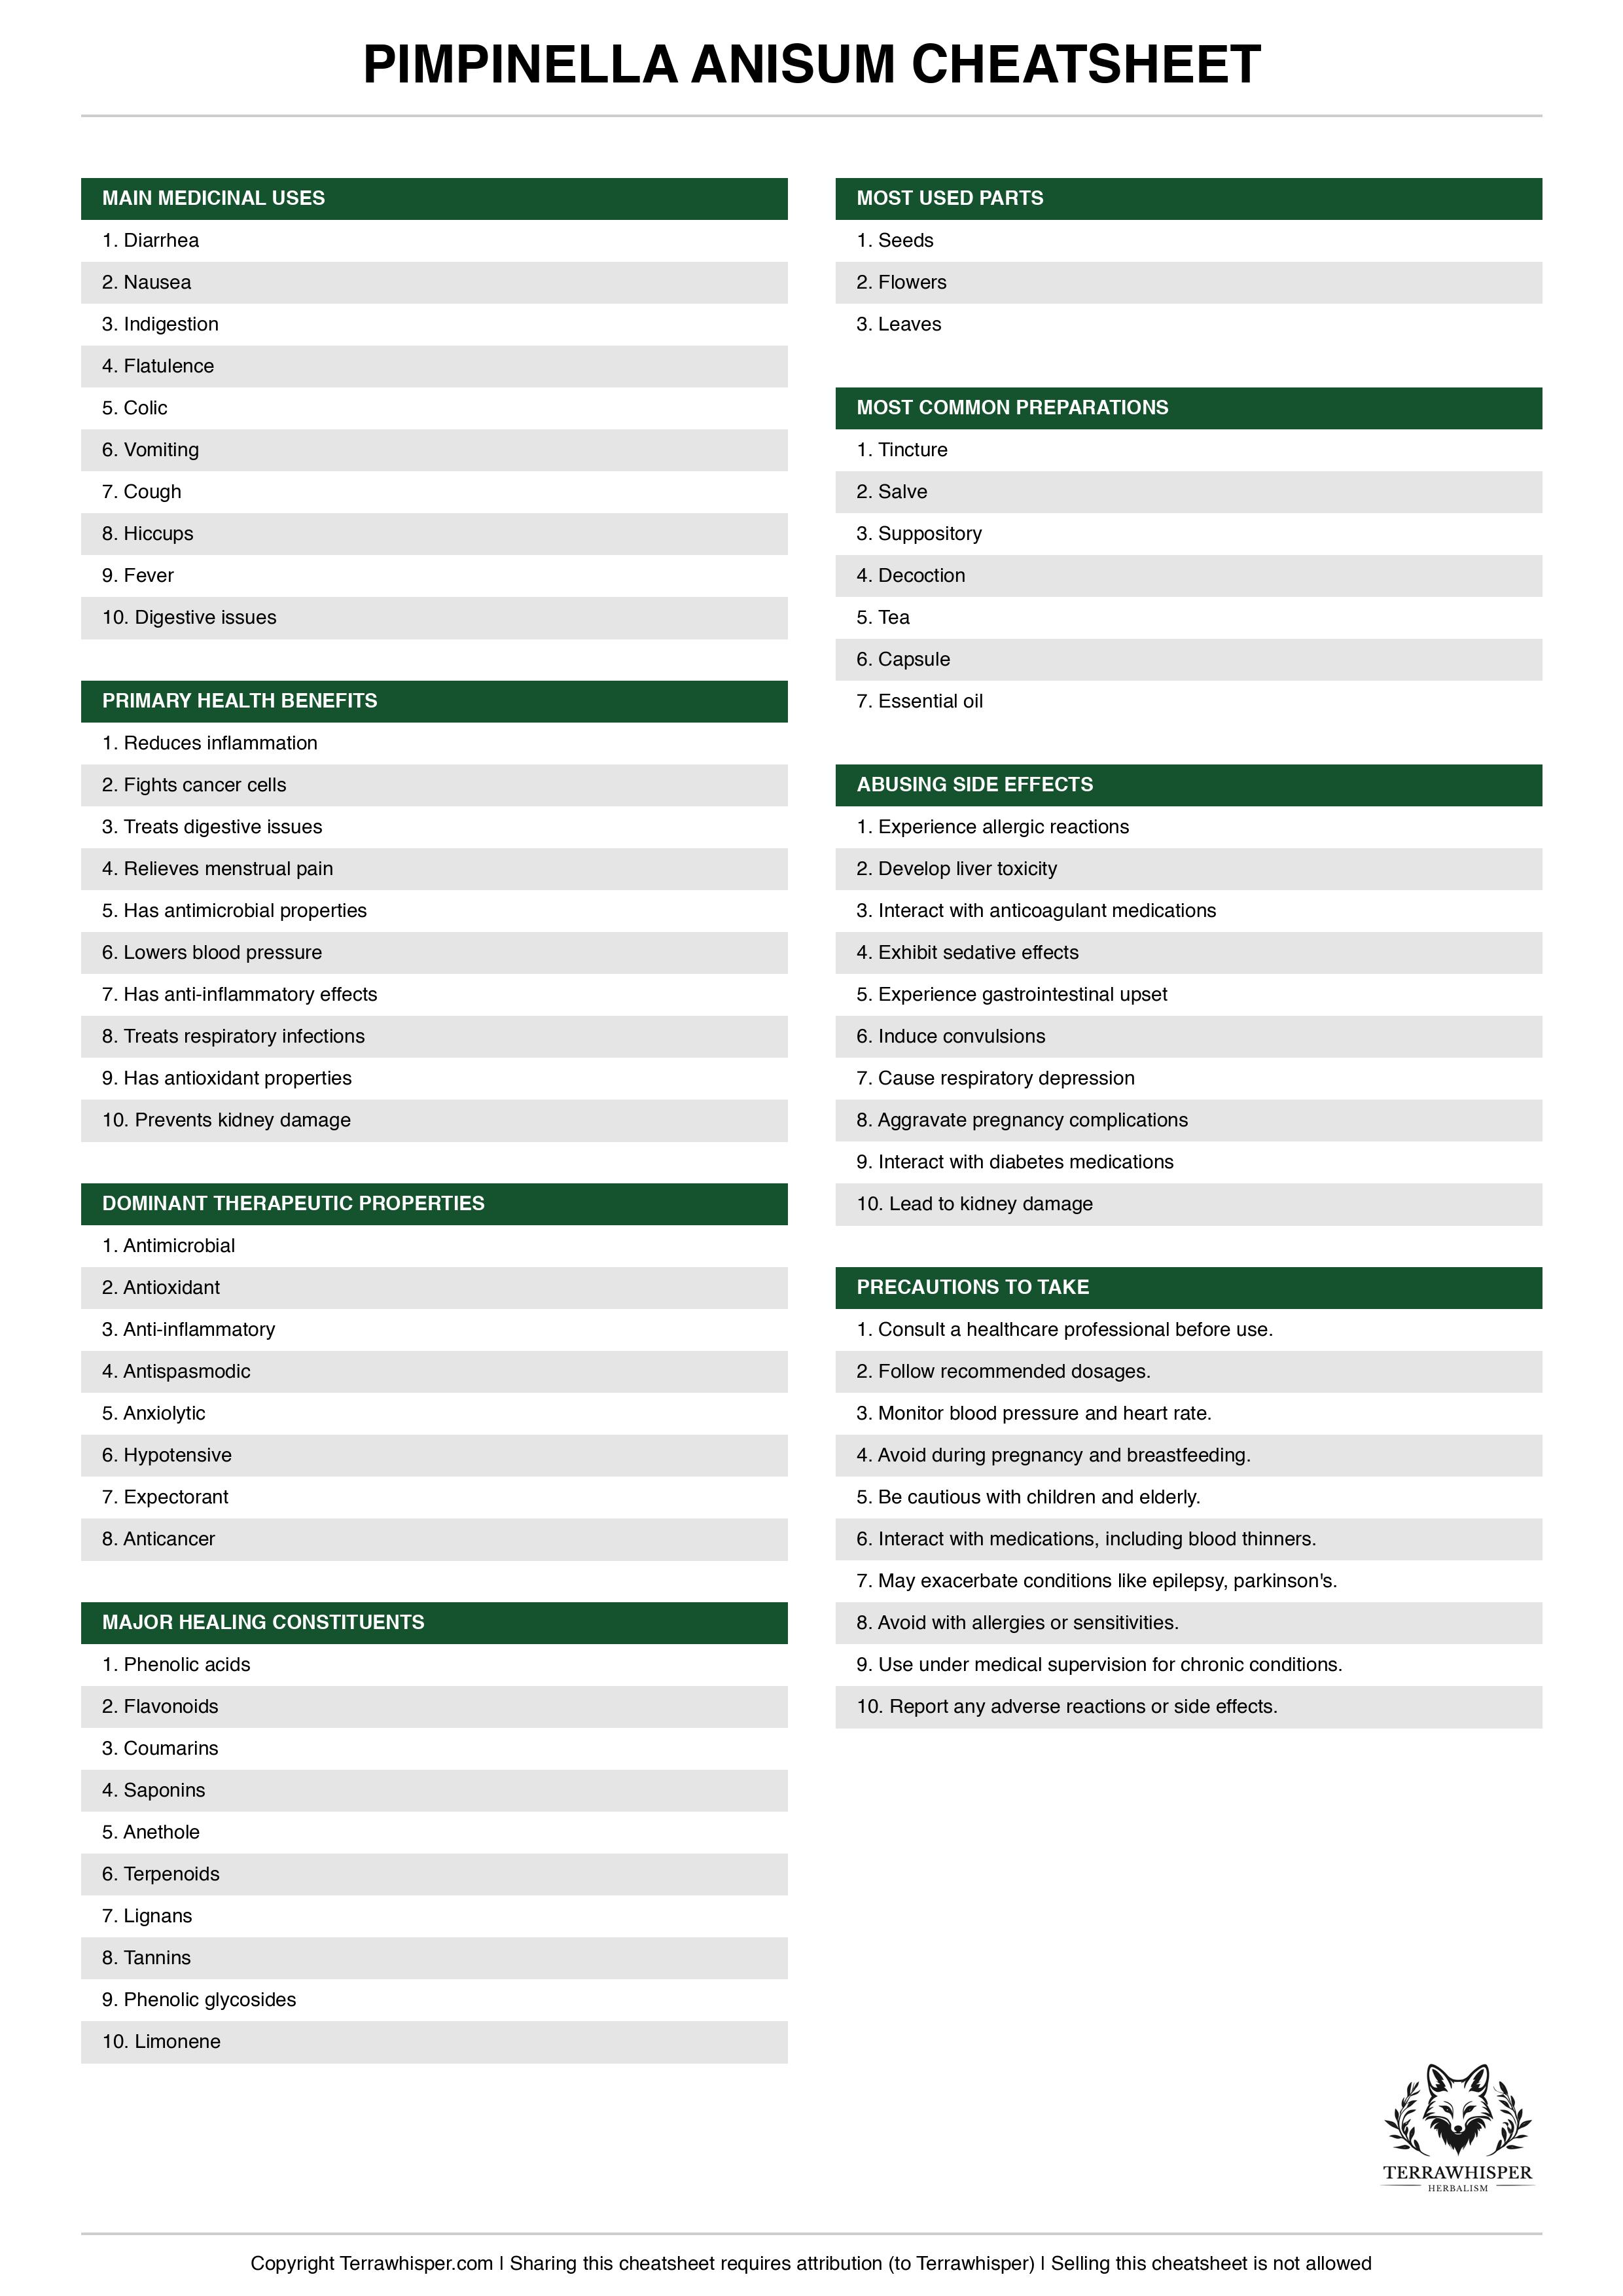 PIMPINELLA ANISUM CHEATSHEET
MAIN MEDICINAL USES
1. Diarrhea
2. Nausea
3. Indigestion
4. Flatulence
5. Colic
6. Vomiting
7. Cough
8. Hiccups
9. Fever
10. Digestive issues
PRIMARY HEALTH BENEFITS
1. Reduces inflammation
2. Fights cancer cells
3. Treats digestive issues
4. Relieves menstrual pain
5. Has antimicrobial properties
6. Lowers blood pressure
7. Has anti-inflammatory effects
8. Treats respiratory infections
9. Has antioxidant properties
10. Prevents kidney damage
DOMINANT THERAPEUTIC PROPERTIES
1. Antimicrobial
2. Antioxidant
3. Anti-inflammatory
4. Antispasmodic
5. Anxiolytic
6. Hypotensive
7. Expectorant
8. Anticancer
MAJOR HEALING CONSTITUENTS
1. Phenolic acids
2. Flavonoids
3. Coumarins
4. Saponins
5. Anethole
6. Terpenoids
7. Lignans
8. Tannins
9. Phenolic glycosides
10. Limonene
MOST USED PARTS
1. Seeds
2. Flowers
3. Leaves
MOST COMMON PREPARATIONS
1. Tincture
2. Salve
3. Suppository
4. Decoction
5. Tea
6. Capsule
7. Essential oil
ABUSING SIDE EFFECTS
1. Experience allergic reactions
2. Develop liver toxicity
3. Interact with anticoagulant medications
4. Exhibit sedative effects
5. Experience gastrointestinal upset
6. Induce convulsions
7. Cause respiratory depression
8. Aggravate pregnancy complications
9. Interact with diabetes medications
10. Lead to kidney damage
PRECAUTIONS TO TAKE
1. Consult a healthcare professional before use.
2. Follow recommended dosages.
3. Monitor blood pressure and heart rate.
4. Avoid during pregnancy and breastfeeding.
5. Be cautious with children and elderly.
6. Interact with medications, including blood thinners.
7. May exacerbate conditions like epilepsy, parkinson's.
8. Avoid with allergies or sensitivities.
9. Use under medical supervision for chronic conditions.
10. Report any adverse reactions or side effects.
TERRAWHISPER
HERBALISM
Copyright Terrawhisper.com | Sharing this cheatsheet requires attribution (to Terrawhisper) | Selling this cheatsheet is not allowed